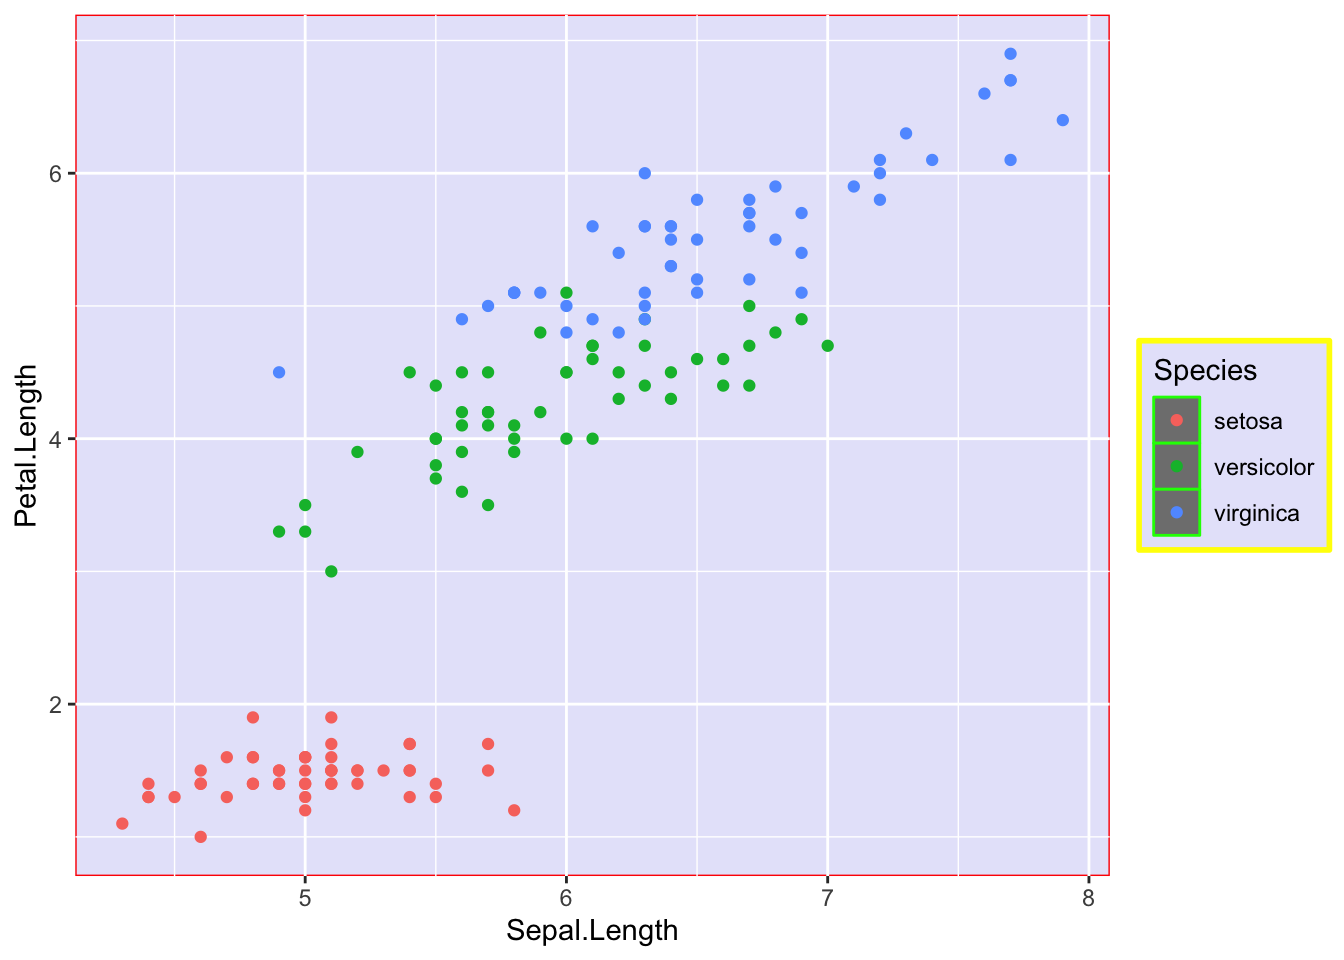 6
4
2
Petal.Length
5 6 7 8
Sepal.Length
Species
setosa
versicolor
virginica